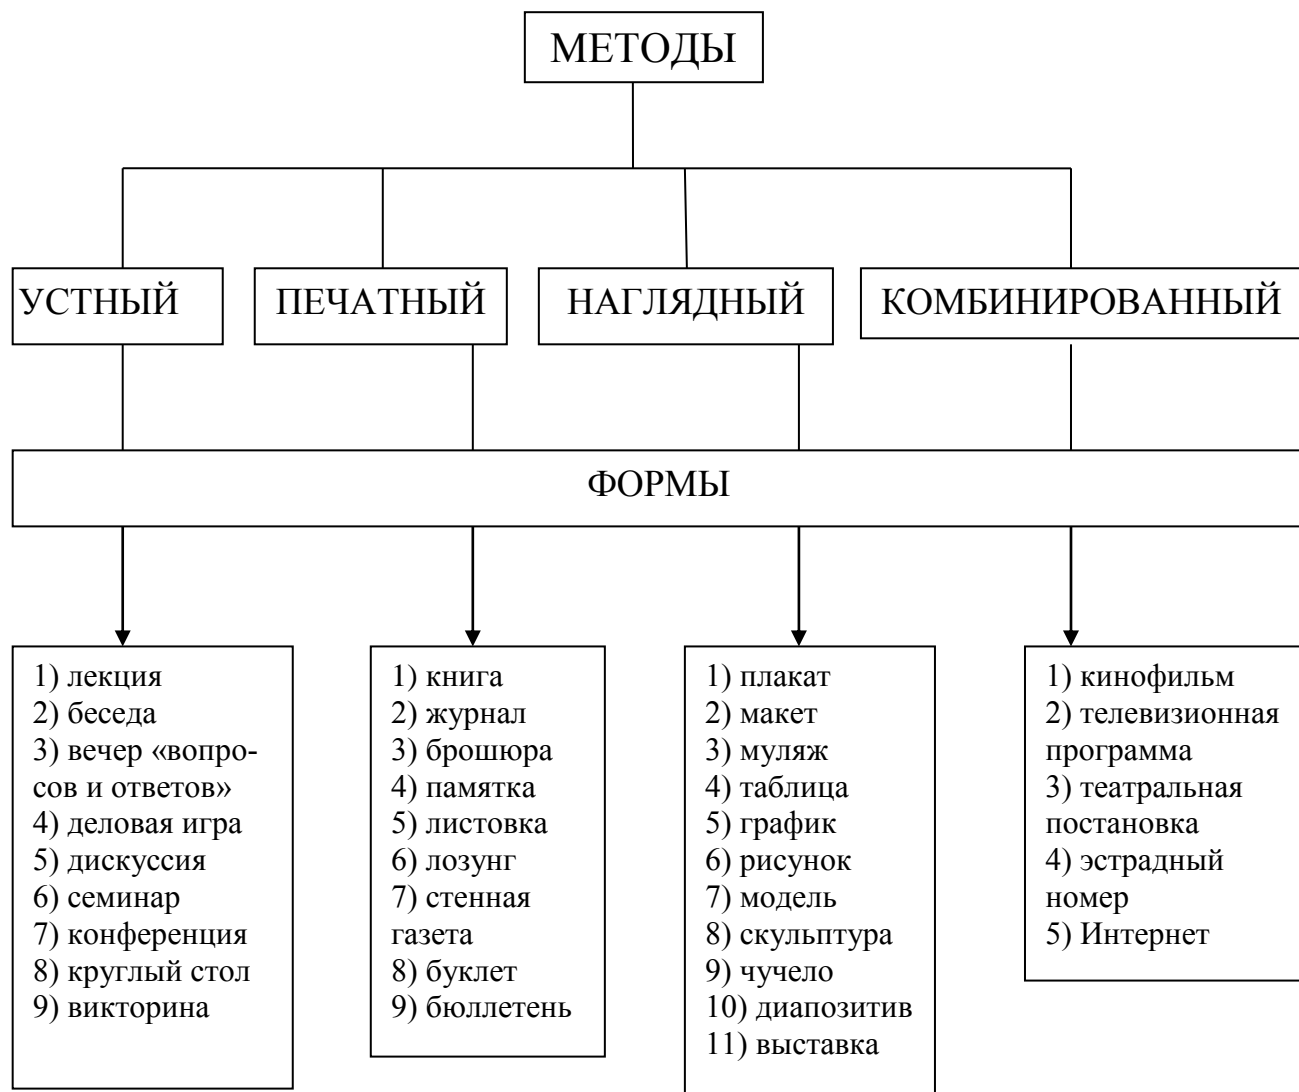 МЕТОДЫ
УСТНЫЙ
ПЕЧАТНЫЙ
НАГЛЯДНЫЙ
КОМБИНИРОВАННЫЙ
ФОРМЫ
1) лекция
2) беседа
3) вечер «вопро-
сов и ответов»
4) деловая игра
5) дискуссия
6) семинар
7) конференция
8) круглый стол
9) викторина
1) книга
2) журнал
3) брошюра
4) памятка
5) листовка
6) лозунг
7) стенная
газета
8) буклет
9) бюллетень
1) плакат
2) макет
3) муляж
4) таблица
5) график
6) рисунок
7) модель
8) скульптура
9) чучело
10) диапозитив
11) выставка
1) кинофильм
2) телевизионная
программа
3) театральная
постановка
4) эстрадный
номер
5) Интернет